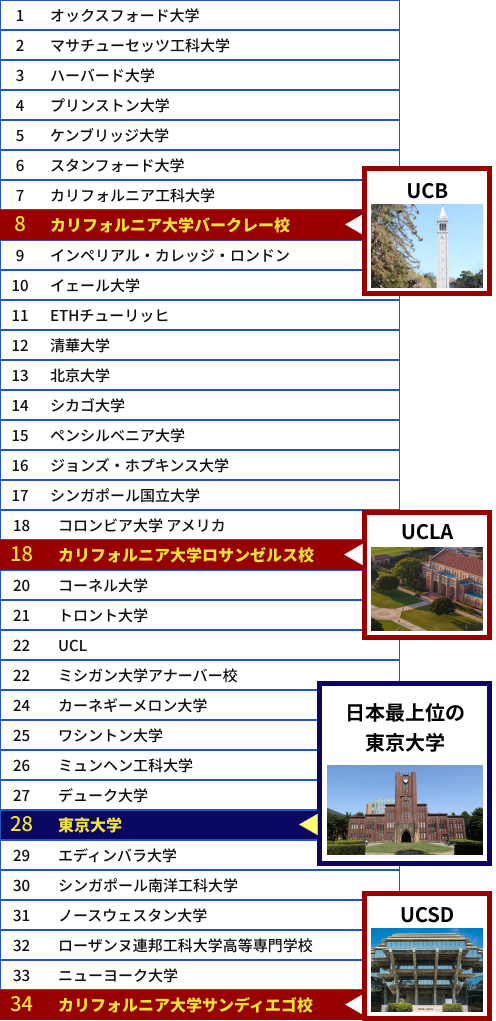 1 オックスフォード大学
2 マサチューセッツ工科大学
3 ハーバード大学
4 プリンストン大学
5 ケンブリッジ大学
6 スタンフォード大学
7 カリフォルニア工科大学
UCB
8 カリフォルニア大学バークレー校
9 インペリアル・カレッジ・ロンドン
10 イェール大学
11 ETHチューリッヒ
12 清華大学
13 北京大学
14 シカゴ大学
15 ペンシルベニア大学
16 ジョンズ・ホプキンス大学
17 シンガポール国立大学
18 コロンビア大学 アメリカ
UCLA
18 カリフォルニア大学ロサンゼルス校
20 コーネル大学
21 トロント大学
22 UCL
22 ミシガン大学アナーバー校
24 カーネギーメロン大学
日本最上位の
東京大学
25 ワシントン大学
26 ミュンヘン工科大学
27 デューク大学
28 東京大学
29 エディンバラ大学
30 シンガポール南洋工科大学
31 ノースウェスタン大学
UCSD
32 ローザンヌ連邦工科大学高等専門学校
33 ニューヨーク大学
34 カリフォルニア大学サンディエゴ校